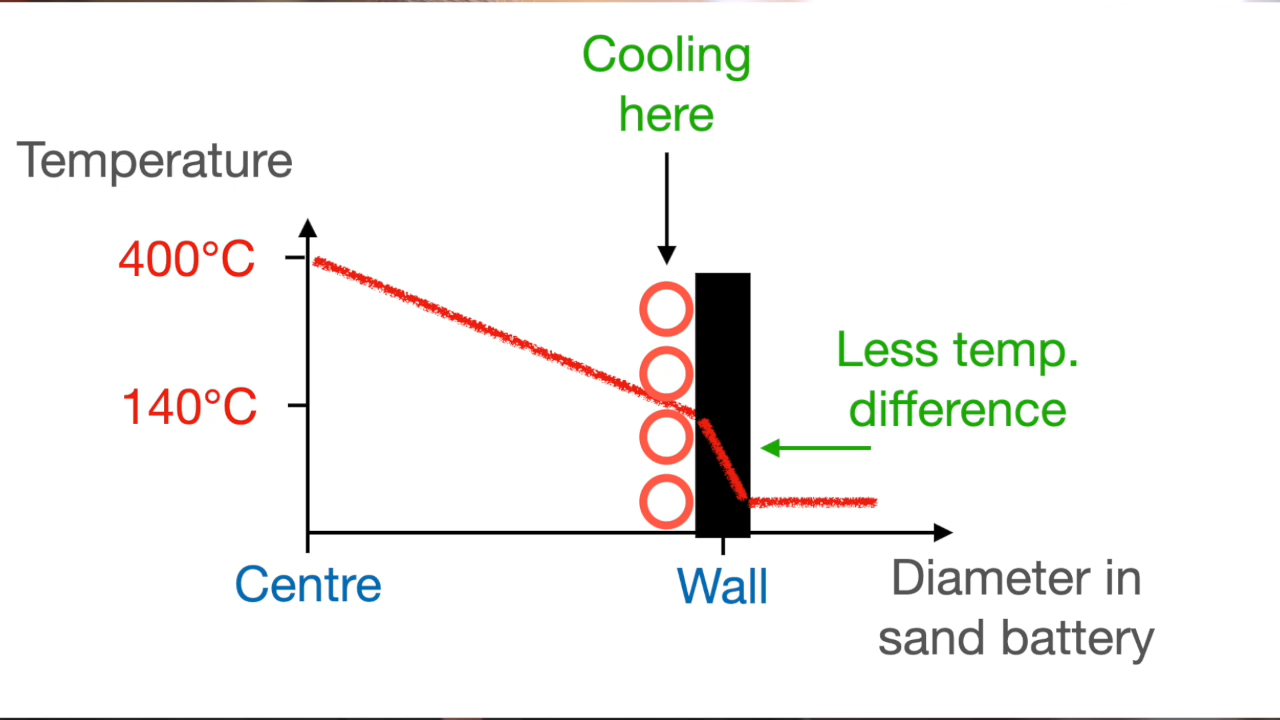 Cooling
here
Temperature
400°C
140°C
Less temp.
difference
Centre
Wall
Diameter in
sand battery